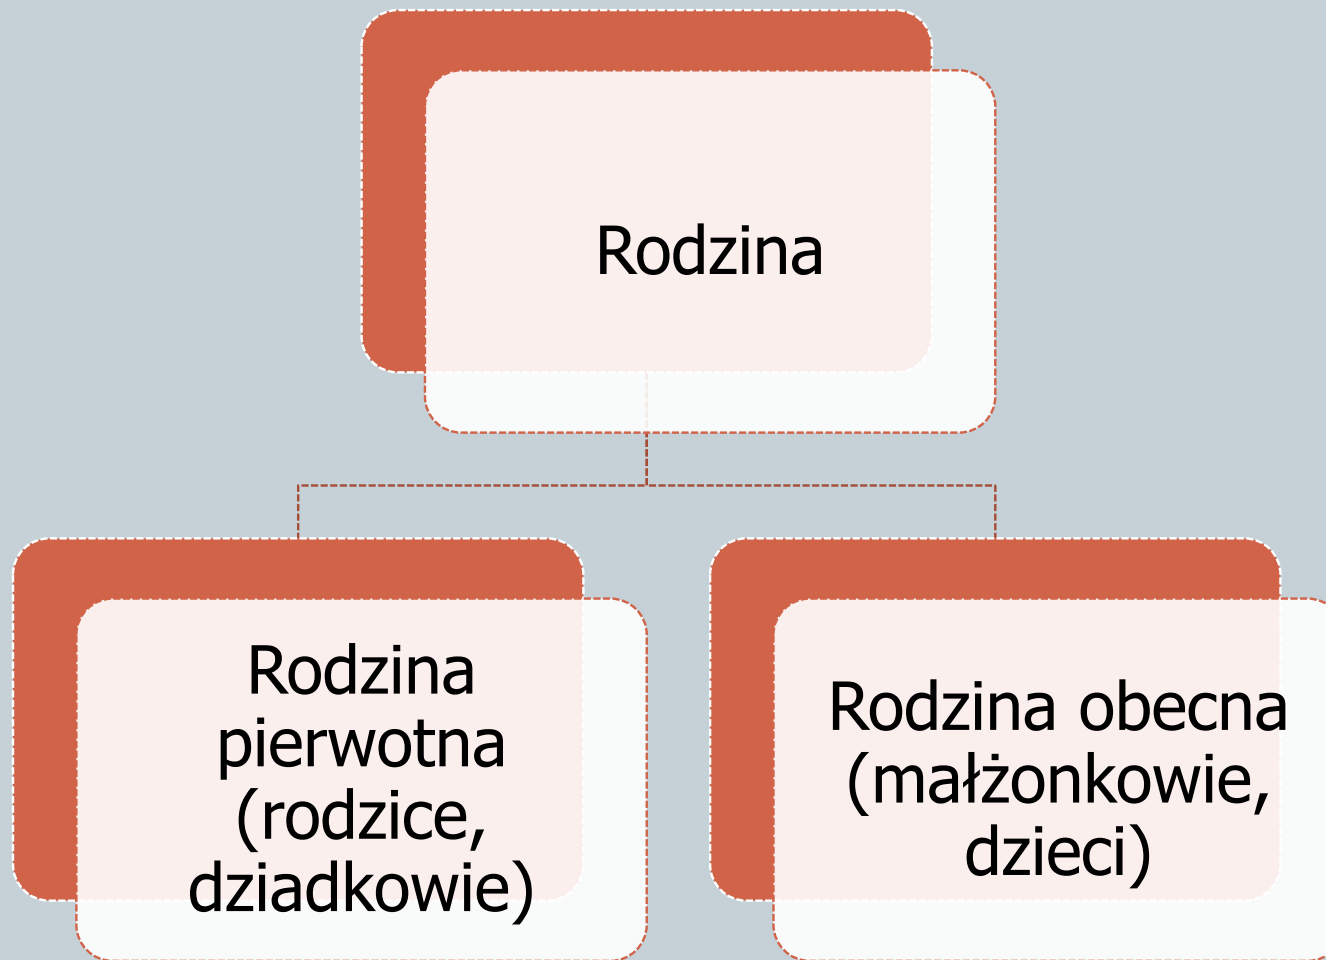 Rodzina
Rodzina
pierwotna
(rodzice,
dziadkowie)
Rodzina obecna
(małżonkowie,
dzieci)